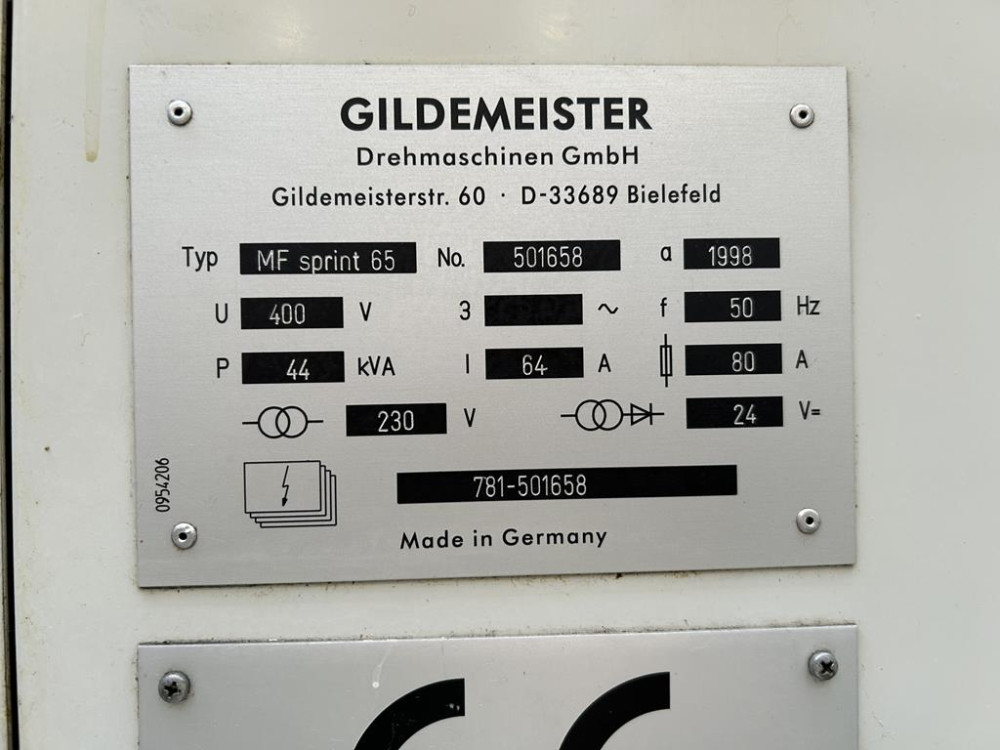 GILDEMEISTER
Drehmaschinen GmbH
Gildemeisterstr. 60 · D-33689 Bielefeld
Typ MF sprint 65 No. 501658 a 1998
U 400 V 3 ~ f 50 Hz
P 44 kVA I 64 A 80 A
230 V 24 V=
781-501658
0954206
Made in Germany
CE